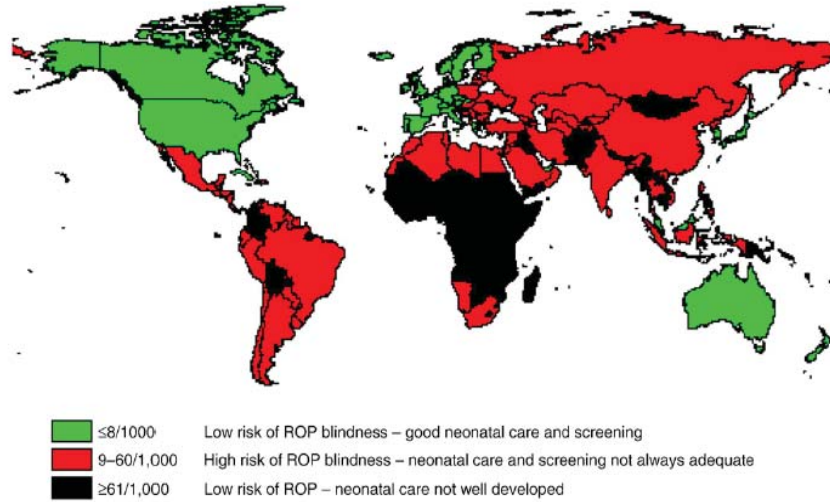 ≤8/1000 Low risk of ROP blindness – good neonatal care and screening
9–60/1,000 High risk of ROP blindness – neonatal care and screening not always adequate
≥61/1,000 Low risk of ROP – neonatal care not well developed